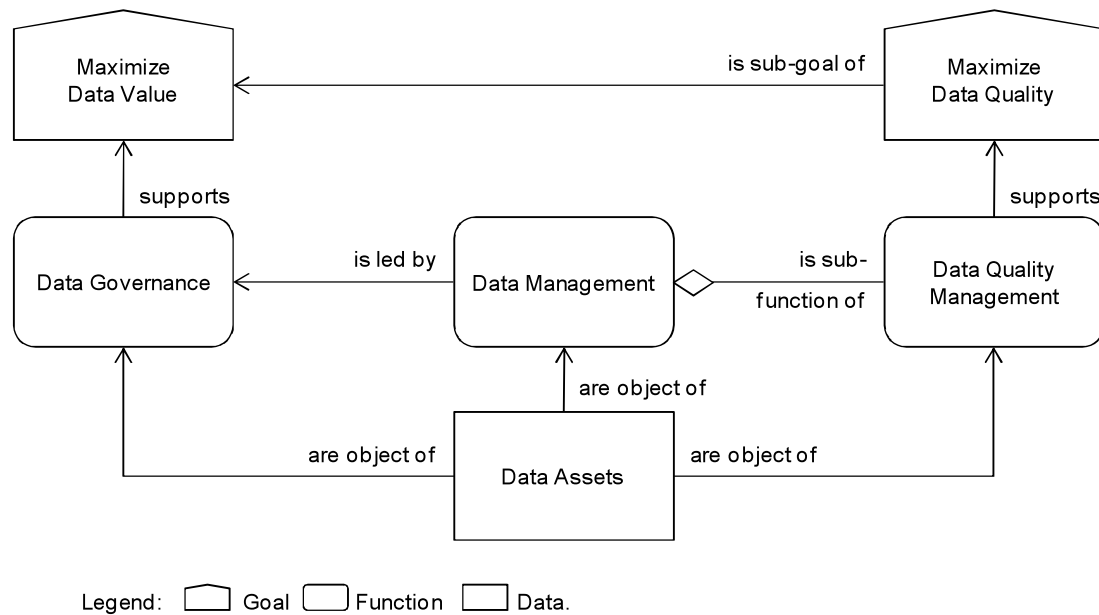 Maximize
Data Value
is sub-goal of
Maximize
Data Quality
supports
supports
Data Governance
is led by
Data Management
is sub-
function of
Data Quality
Management
are object of
are object of
are object of
Data Assets
Legend: Goal Function Data.